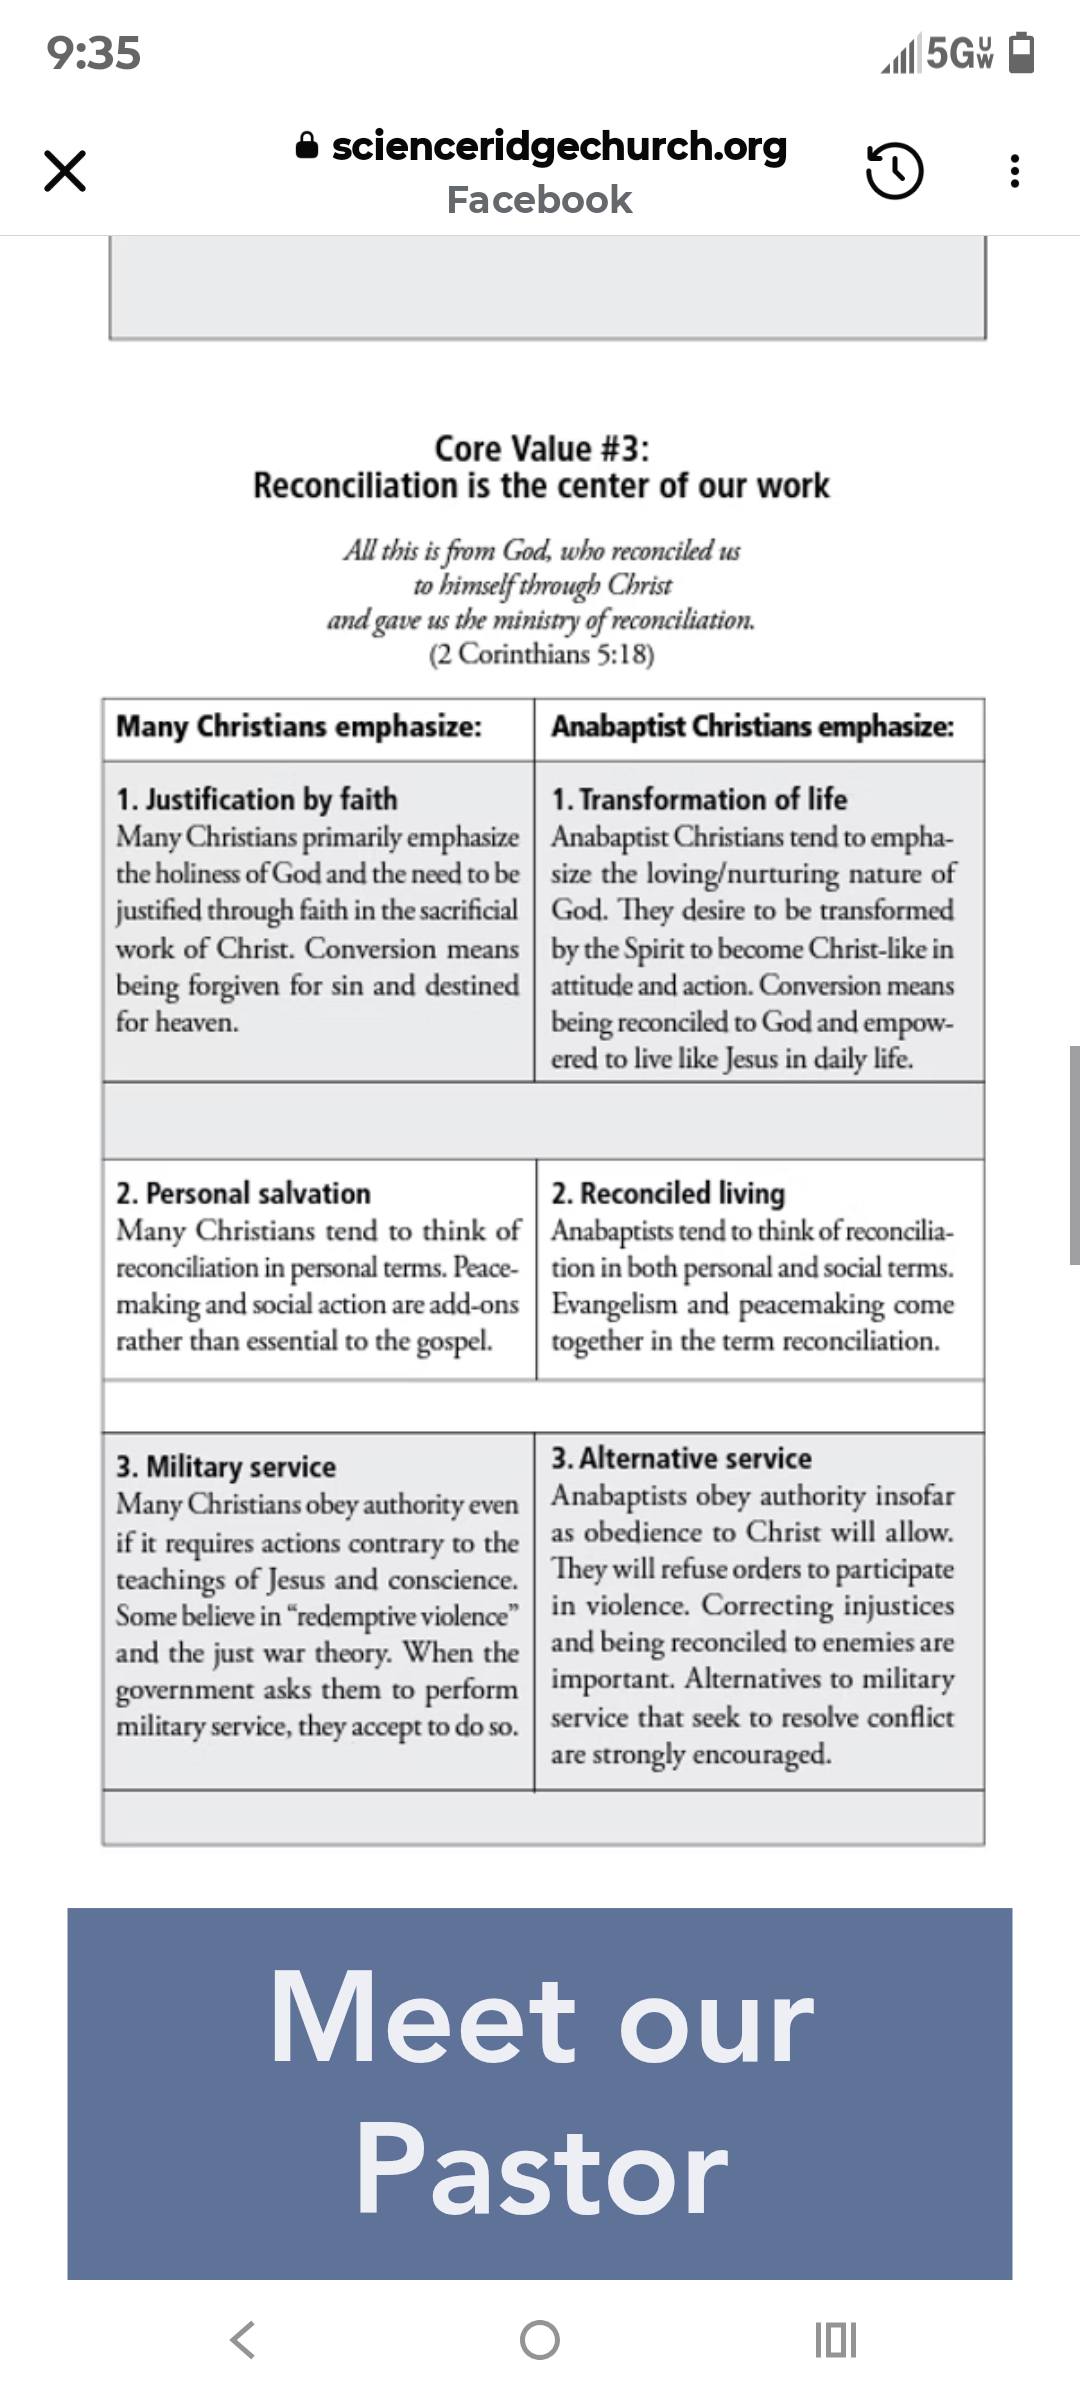 9:35
5G UW
scienceridgechurch.org
Facebook
Core Value #3:
Reconciliation is the center of our work
All this is from God, who reconciled us
to himself through Christ
and gave us the ministry of reconciliation.
(2 Corinthians 5:18)
Many Christians emphasize:
1. Justification by faith
Many Christians primarily emphasize
the holiness of God and the need to be
justified through faith in the sacrificial
work of Christ. Conversion means
being forgiven for sin and destined
for heaven.
Anabaptist Christians emphasize:
1. Transformation of life
Anabaptist Christians tend to empha-
size the loving/nurturing nature of
God. They desire to be transformed
by the Spirit to become Christ-like in
attitude and action. Conversion means
being reconciled to God and empow-
ered to live like Jesus in daily life.
2. Personal salvation
Many Christians tend to think of
reconciliation in personal terms. Peace-
making and social action are add-ons
rather than essential to the gospel.
2. Reconciled living
Anabaptists tend to think of reconcilia-
tion in both personal and social terms.
Evangelism and peacemaking come
together in the term reconciliation.
3. Military service
Many Christians obey authority even
if it requires actions contrary to the
teachings of Jesus and conscience.
Some believe in “redemptive violence”
and the just war theory. When the
government asks them to perform
military service, they accept to do so.
3. Alternative service
Anabaptists obey authority insofar
as obedience to Christ will allow.
They will refuse orders to participate
in violence. Correcting injustices
and being reconciled to enemies are
important. Alternatives to military
service that seek to resolve conflict
are strongly encouraged.
Meet our
Pastor